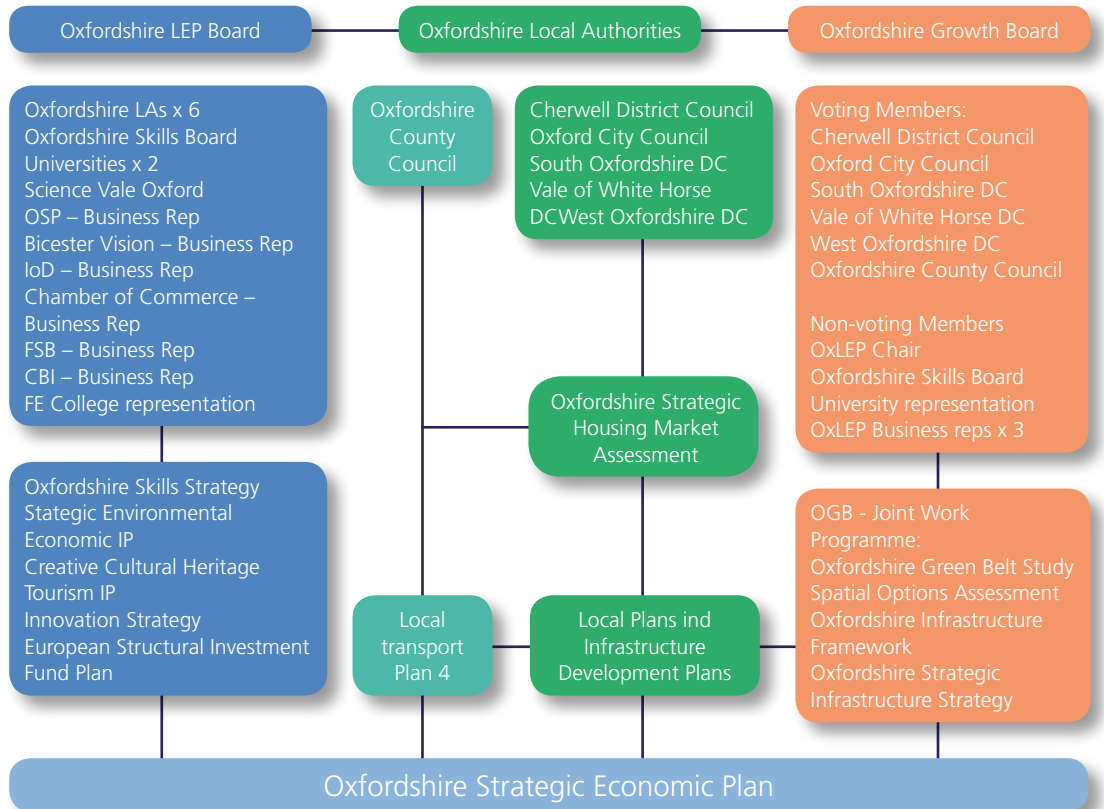 Oxfordshire LEP Board
Oxfordshire Local Authorities
Oxfordshire Growth Board
Oxfordshire LAs x 6
Oxfordshire Skills Board
Universities x 2
Science Vale Oxford
OSP – Business Rep
Bicester Vision – Business Rep
IoD – Business Rep
Chamber of Commerce –
Business Rep
FSB – Business Rep
CBI – Business Rep
FE College representation
Oxfordshire
County
Council
Cherwell District Council
Oxford City Council
South Oxfordshire DC
Vale of White Horse
DCWest Oxfordshire DC
Voting Members:
Cherwell District Council
Oxford City Council
South Oxfordshire DC
Vale of White Horse DC
West Oxfordshire DC
Oxfordshire County Council
Non-voting Members
OxLEP Chair
Oxfordshire Skills Board
University representation
OxLEP Business reps x 3
Oxfordshire Strategic
Housing Market
Assessment
Oxfordshire Skills Strategy
Stategic Environmental
Economic IP
Creative Cultural Heritage
Tourism IP
Innovation Strategy
European Structural Investment
Fund Plan
Local
transport
Plan 4
Local Plans ind
Infrastructure
Development Plans
OGB - Joint Work
Programme:
Oxfordshire Green Belt Study
Spatial Options Assessment
Oxfordshire Infrastructure
Framework
Oxfordshire Strategic
Infrastructure Strategy
Oxfordshire Strategic Economic Plan